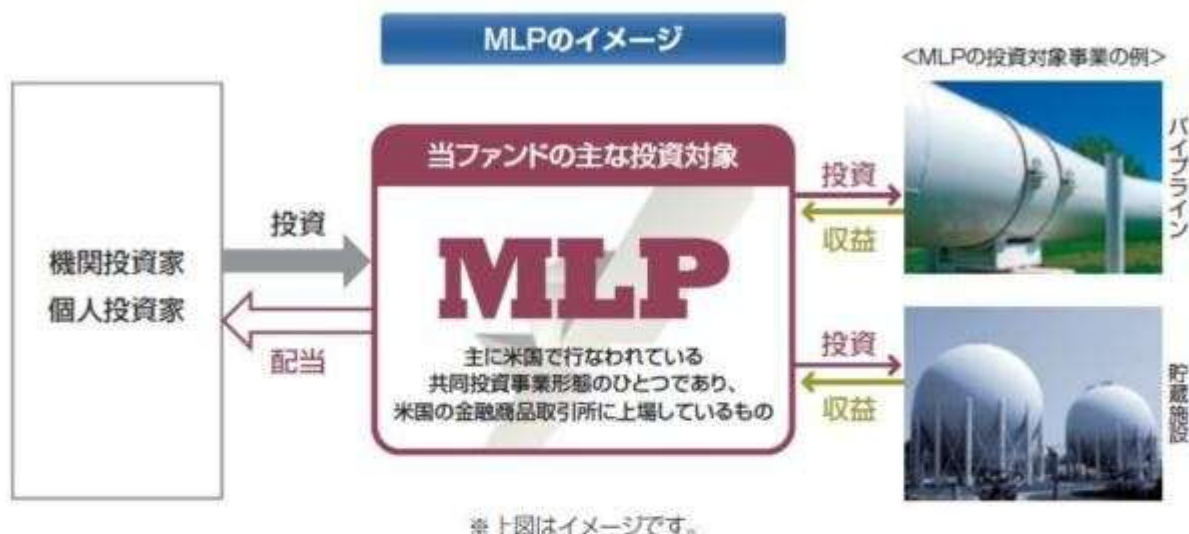 MLPのイメージ
<MLPの投資対象事業の例>
機関投資家
個人投資家
投資
配当
当ファンドの主な投資対象
MLP
主に米国で行なわれている
共同投資事業形態のひとつであり、
米国の金融商品取引所に上場しているもの
投資
収益
パイプライン
投資
収益
貯蔵施設
※上図はイメージです。